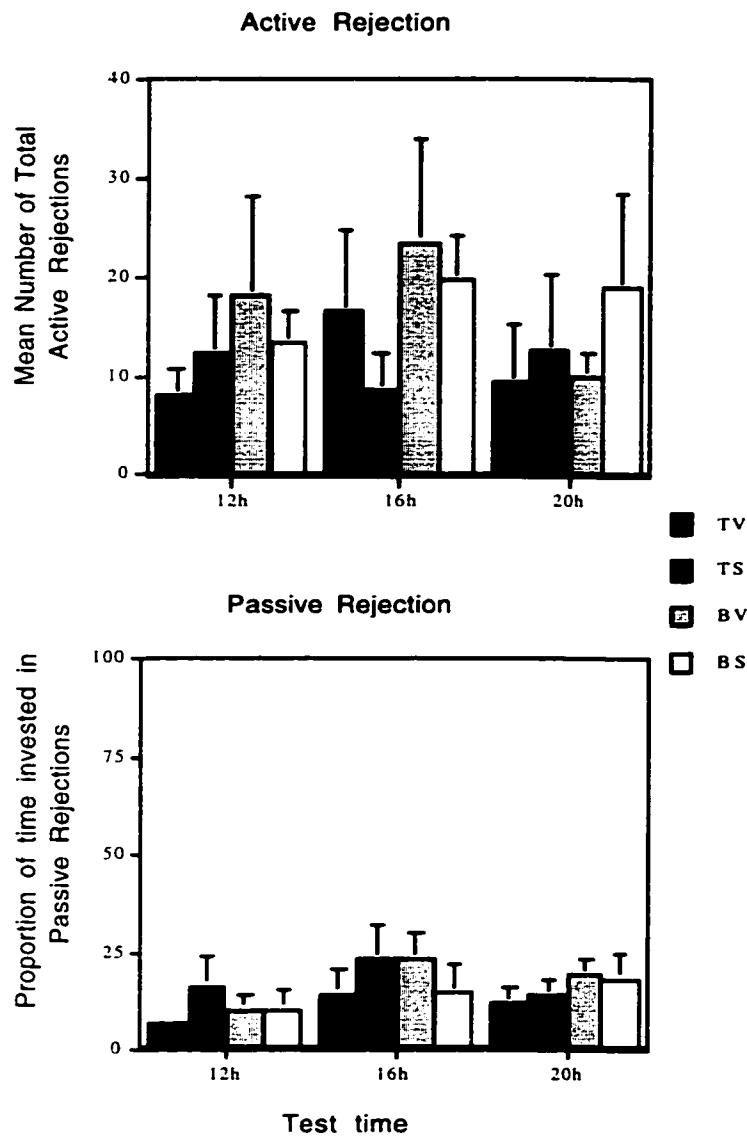 Active Rejection
Mean Number of Total
Active Rejections
40
30
20
10
0
12h
16h
20h
TV
TS
BV
BS
Passive Rejection
Proportion of time invested in
Passive Rejections
100
75
50
25
0
12h
16h
20h
Test time